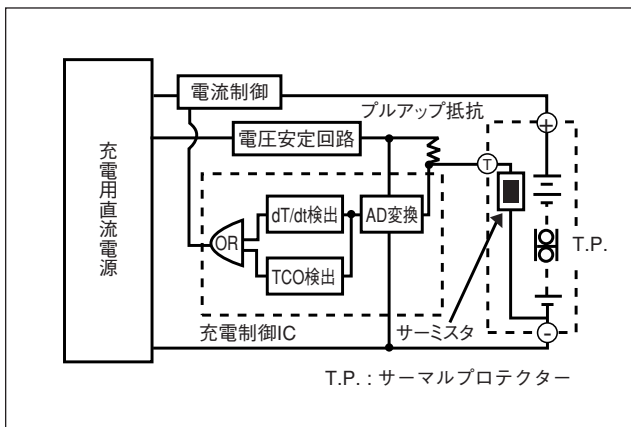 電流制御
プルアップ抵抗
電圧安定回路
充電用直流電源
+
T
dT/dt検出
AD変換
OR
TCO検出
T.P.
充電制御IC
サーミスタ
-
T.P. : サーマルプロテクター